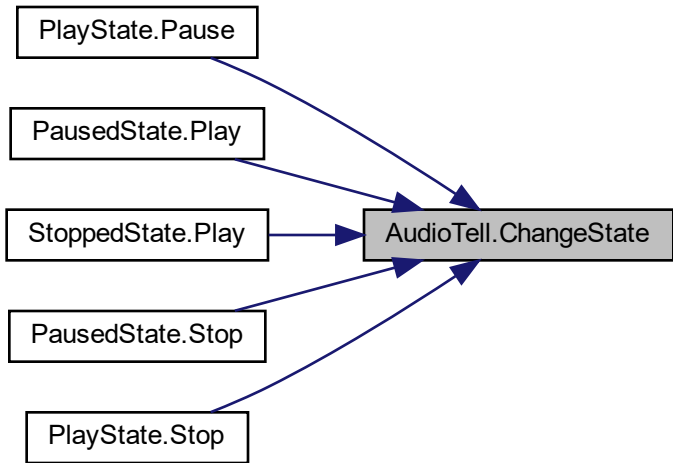 PlayState.Pause
PausedState.Play
StoppedState.Play
AudioTell.ChangeState
PausedState.Stop
PlayState.Stop